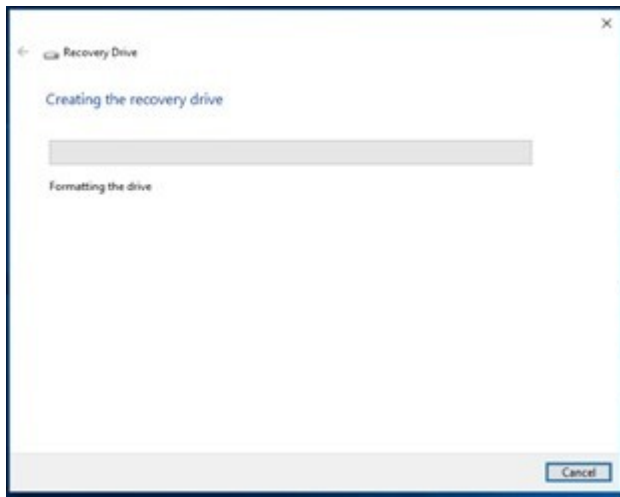 Recovery Drive
Creating the recovery drive
Formatting the drive
Cancel